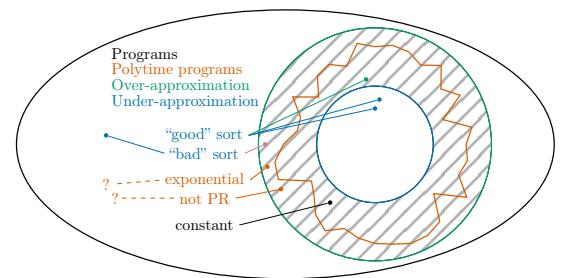 Programs
Polytime programs
Over-approximation
Under-approximation
“good” sort
“bad” sort
? exponential
? not PR
constant